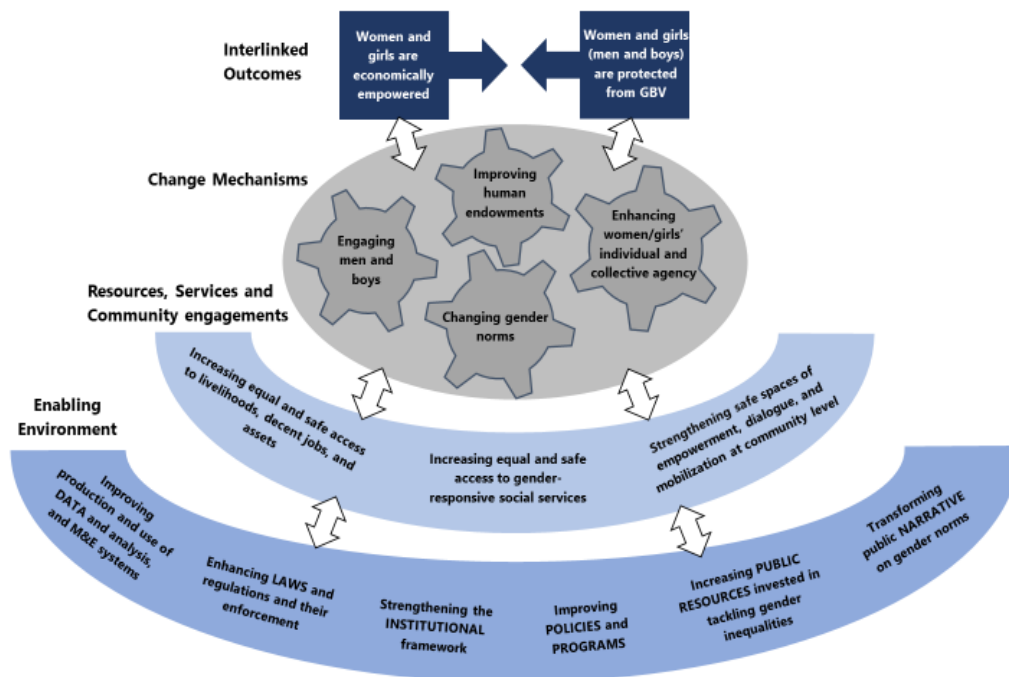 Interlinked
Outcomes
Women and
girls are
economically
empowered
Women and girls
(men and boys)
are protected
from GBV
Change Mechanisms
Improving
human
endowments
Engaging
men and
boys
Enhancing
women/girls’
individual and
collective agency
Changing gender
norms
Resources, Services and
Community engagements
Increasing equal and safe access
to livelihoods, decent jobs, and
assets
Increasing equal and safe
access to gender-
responsive social services
Strengthening safe spaces of
empowerment, dialogue, and
mobilization at community level
Enabling
Environment
Improving
production and use of
DATA and analysis,
and M&E systems
Enhancing LAWS and
regulations and their
enforcement
Strengthening the
INSTITUTIONAL
framework
Improving
POLICIES and
PROGRAMS
Increasing PUBLIC
RESOURCES invested in
tackling gender
inequalities
Transforming
public NARRATIVE
on gender norms